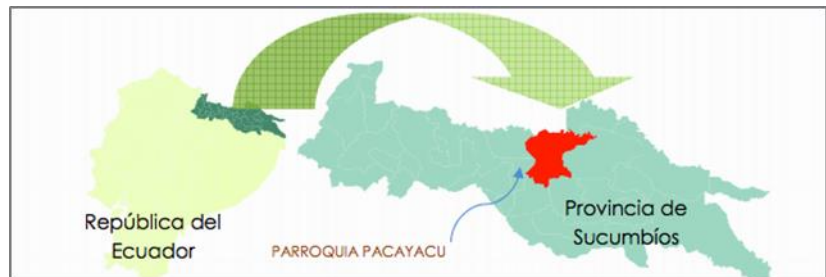 República del
Ecuador
PARROQUIA PACAYACU
Provincia de
Sucumbíos